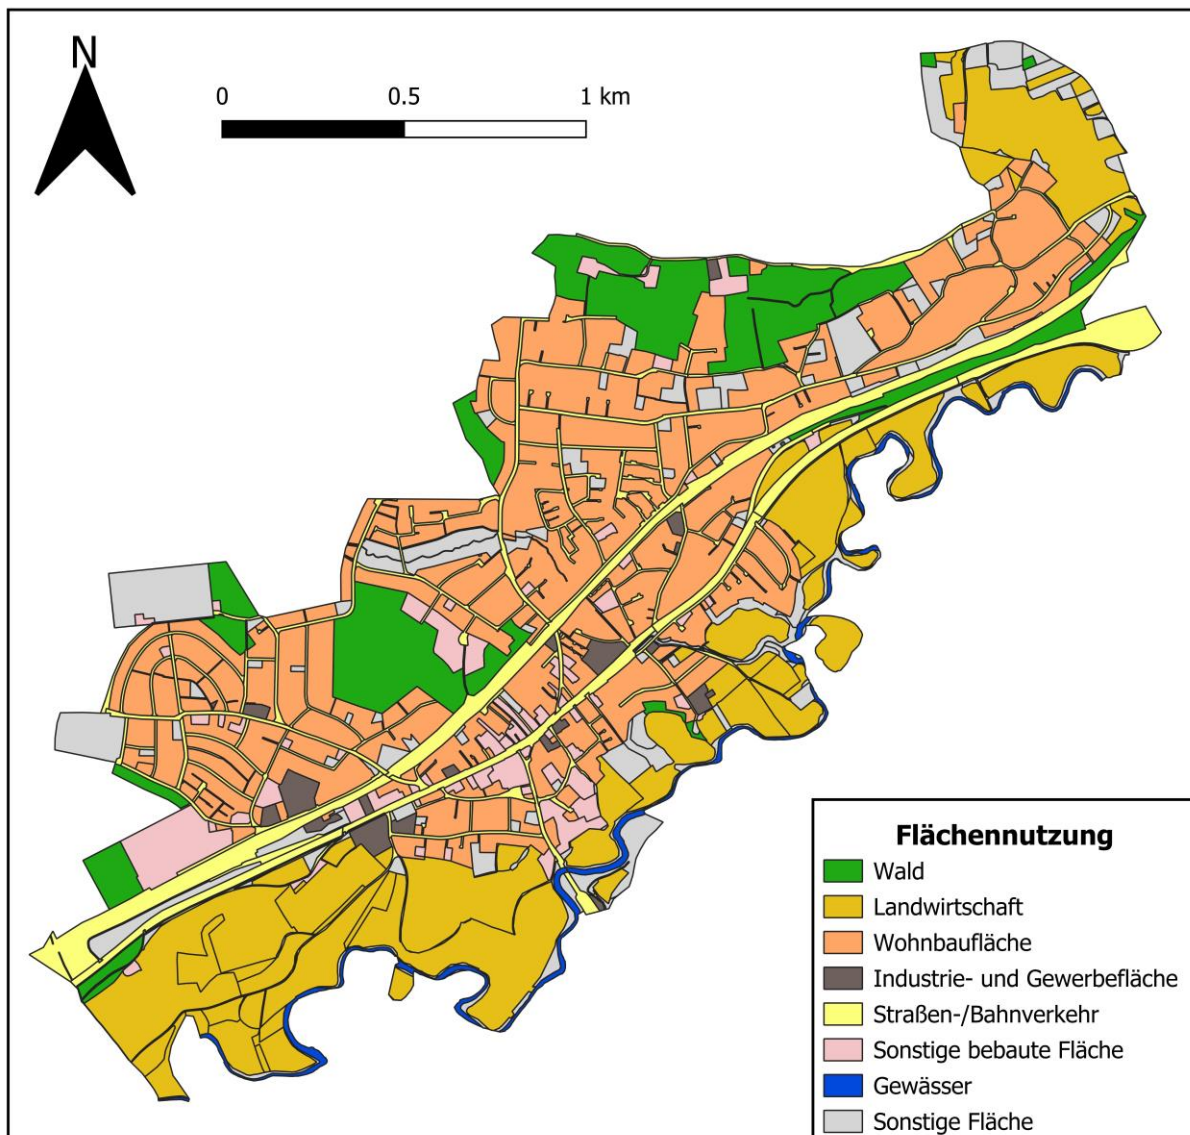 N
0 0.5 1 km
Flächennutzung
Wald
Landwirtschaft
Wohnbaufläche
Industrie- und Gewerbefläche
Straßen-/Bahnverkehr
Sonstige bebaute Fläche
Gewässer
Sonstige Fläche